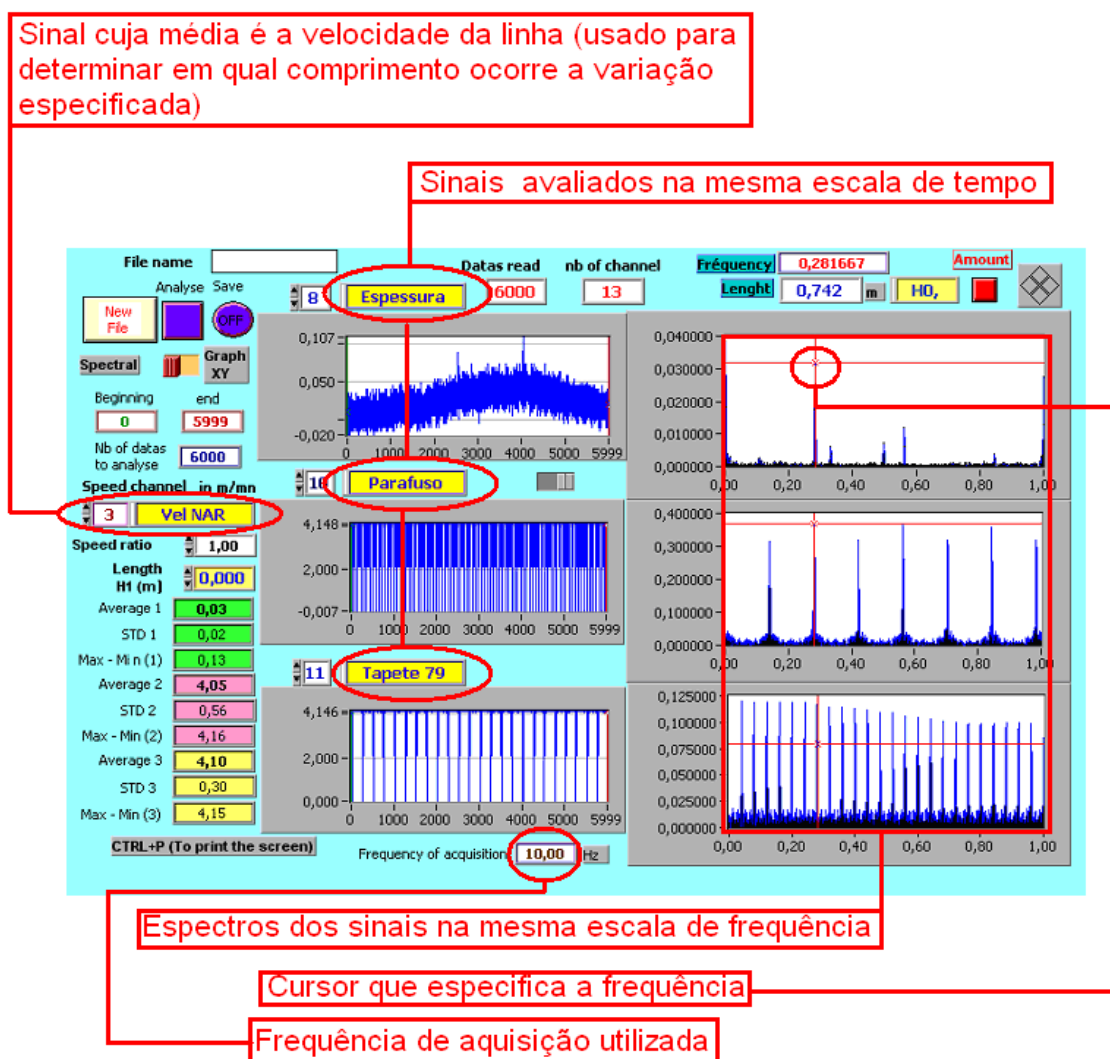 Sinal cuja média é a velocidade da linha (usado para
determinar em qual comprimento ocorre a variação
especificada)
Sinais avaliados na mesma escala de tempo
File name
Datas read
nb of channel
Fréquency
0,281667
Amount
Analyse
Save
8
Espessura
6000
13
Lenght
0,742
m
H0,
New
File
OFF
Spectral
Graph
XY
Beginning
end
0
5999
Nb of datas
to analyse
6000
0,107
0,050
-0,020
0 1000 2000 3000 4000 5000 5999
0,040000
0,030000
0,020000
0,010000
0,000000
0,00 0,20 0,40 0,60 0,80 1,00
Speed channel in m/mn
3
Vel NAR
10
Parafuso
Speed ratio
1,00
Length
H1 (m)
0,000
Average 1
0,03
STD 1
0,02
Max - Min (1)
0,13
Average 2
4,05
STD 2
0,56
Max - Min (2)
4,16
Average 3
4,10
STD 3
0,30
Max - Min (3)
4,15
4,148
2,000
-0,007
0 1000 2000 3000 4000 5000 5999
0,400000
0,300000
0,200000
0,100000
0,000000
0,00 0,20 0,40 0,60 0,80 1,00
11
Tapete 79
4,146
2,000
0,000
0 1000 2000 3000 4000 5000 5999
0,125000
0,100000
0,075000
0,050000
0,025000
0,000000
0,00 0,20 0,40 0,60 0,80 1,00
CTRL+P (To print the screen)
Frequency of acquisition
10,00
Hz
Espectros dos sinais na mesma escala de frequência
Cursor que especifica a frequência
Frequência de aquisição utilizada